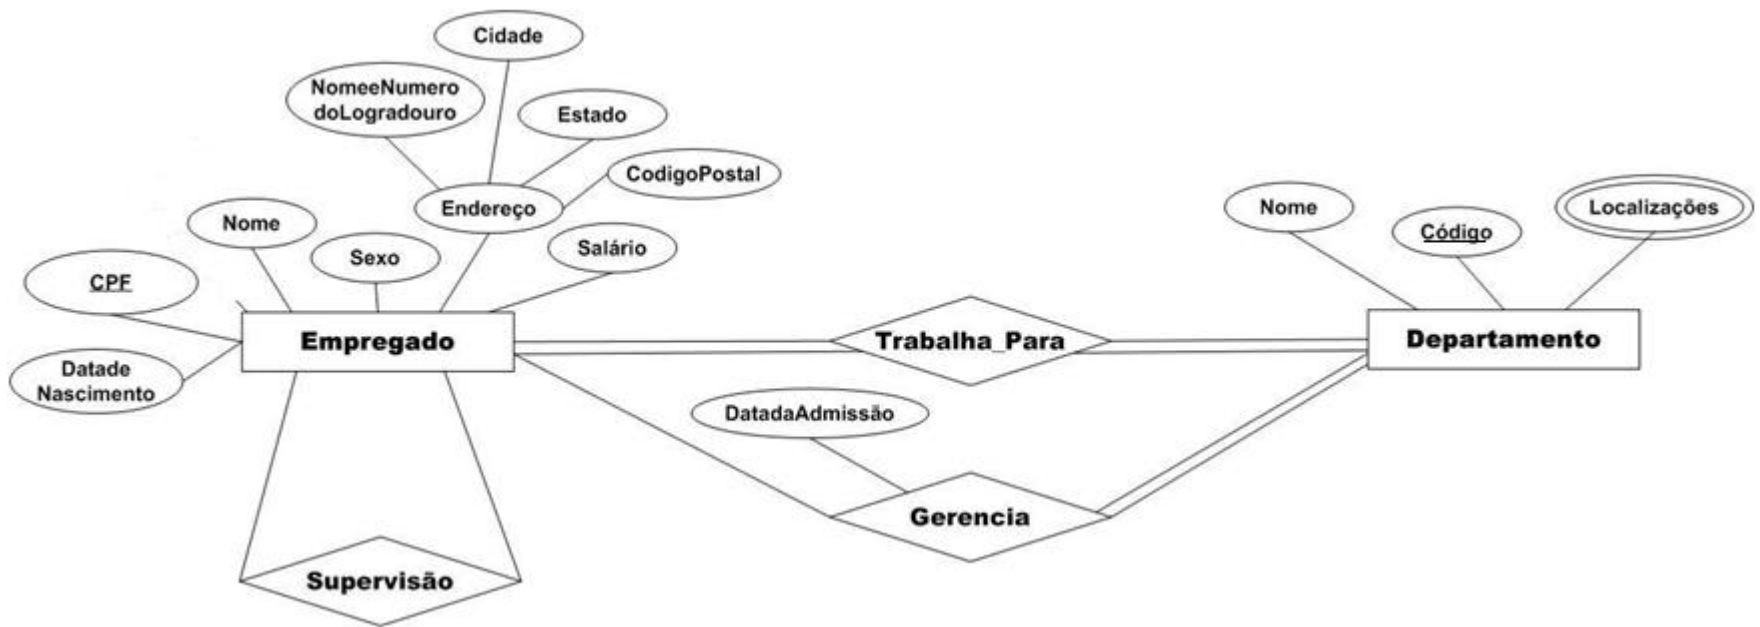 Cidade
NomeeNumero
doLogradouro
Estado
CodigoPostal
Endereço
Nome
Sexo
Salário
CPF
Datade
Nascimento
Empregado
Trabalha_Para
Nome
Código
Localizações
Departamento
DatadaAdmissão
Gerencia
Supervisão